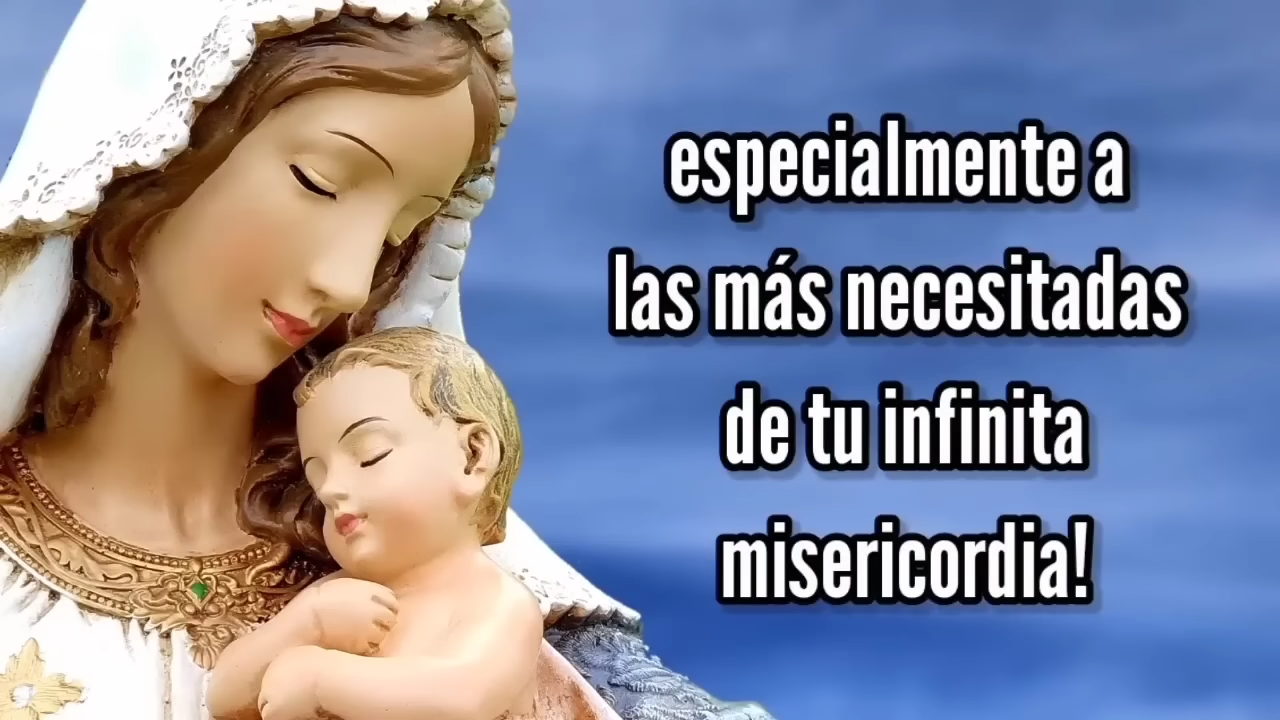 especialmente a
las más necesitadas
de tu infinita
misericordia!